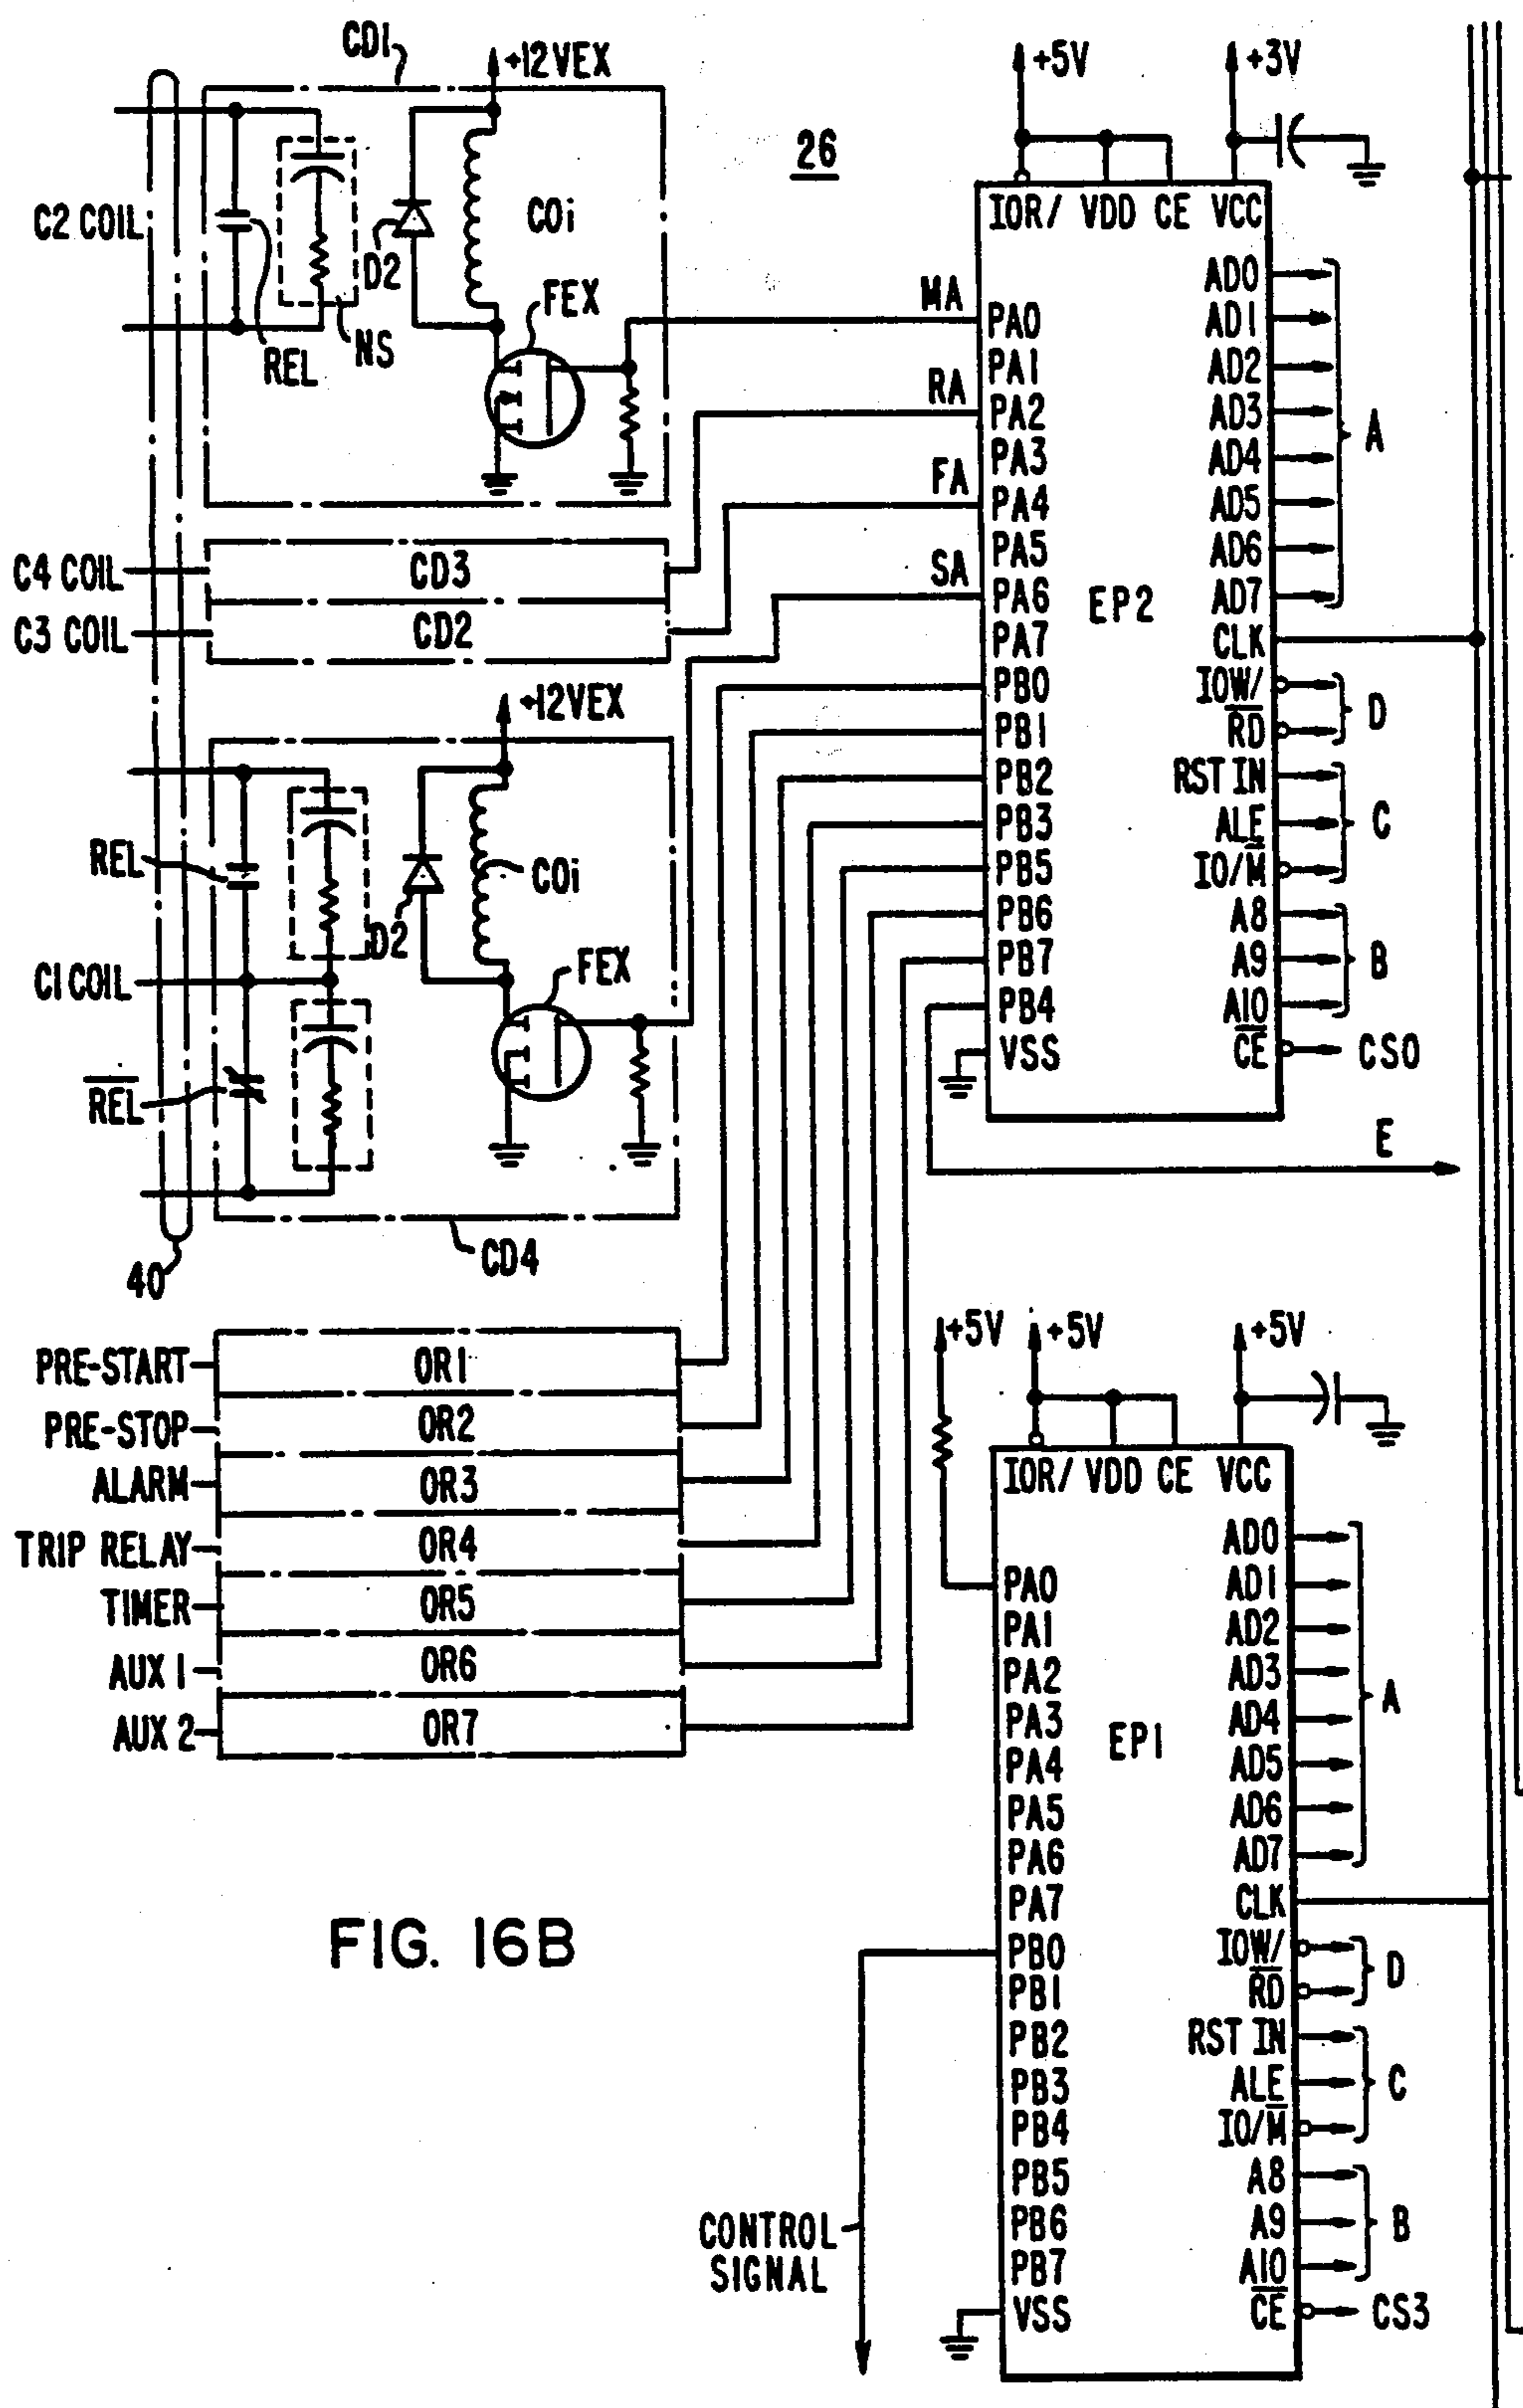 CD1
+12VEX
+5V
+3V
26
IOR/ VDD CE VCC
C2 COIL
D2
COi
FEX
REL
NS
MA
RA
FA
SA
PA0
PA1
PA2
PA3
PA4
PA5
PA6
PA7
PB0
PB1
PB2
PB3
PB5
PB6
PB7
PB4
VSS
EP2
AD0
AD1
AD2
AD3
AD4
AD5
AD6
AD7
CLK
IOW/
R̅D̅
RST IN
ALE
IO/M̅
A8
A9
A10
C̅E̅
A
D
C
B
CS0
E
C4 COIL
CD3
C3 COIL
CD2
+12VEX
REL
D2
COi
C1 COIL
FEX
R̅E̅L̅
CD4
40
PRE-START
OR1
PRE-STOP
OR2
ALARM
OR3
TRIP RELAY
OR4
TIMER
OR5
AUX 1
OR6
AUX 2
OR7
+5V
+5V
+5V
IOR/ VDD CE VCC
PA0
PA1
PA2
PA3
PA4
PA5
PA6
PA7
PB0
PB1
PB2
PB3
PB4
PB5
PB6
PB7
VSS
EP1
AD0
AD1
AD2
AD3
AD4
AD5
AD6
AD7
CLK
IOW/
R̅D̅
RST IN
ALE
IO/M̅
A8
A9
A10
C̅E̅
A
D
C
B
CS3
CONTROL
SIGNAL
FIG. 16B